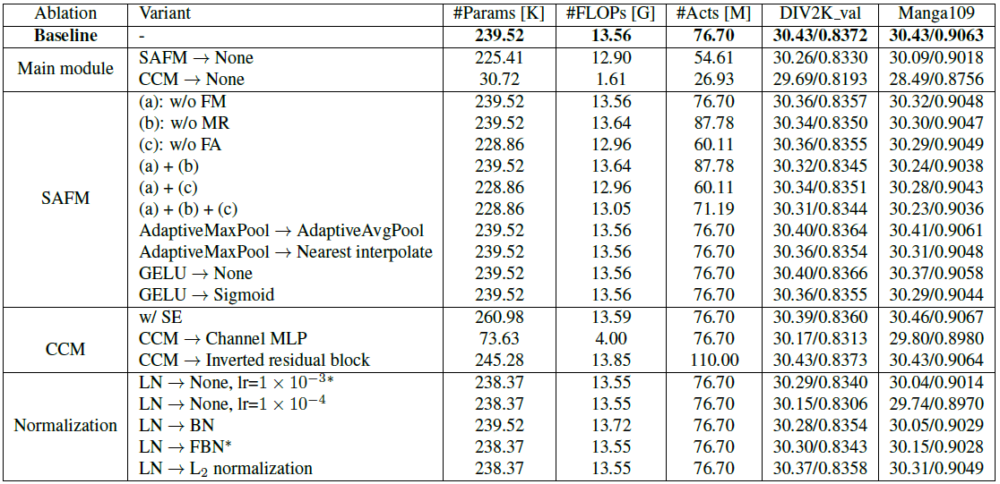 Ablation Variant #Params [K] #FLOPs [G] #Acts [M] DIV2K_val Manga109
Baseline - 239.52 13.56 76.70 30.43/0.8372 30.43/0.9063
Main module SAFM → None 225.41 12.90 54.61 30.26/0.8330 30.09/0.9018
CCM → None 30.72 1.61 26.93 29.69/0.8193 28.49/0.8756
SAFM (a): w/o FM 239.52 13.56 76.70 30.36/0.8357 30.32/0.9048
(b): w/o MR 239.52 13.64 87.78 30.34/0.8350 30.30/0.9047
(c): w/o FA 228.86 12.96 60.11 30.36/0.8355 30.29/0.9049
(a) + (b) 239.52 13.64 87.78 30.32/0.8345 30.24/0.9038
(a) + (c) 228.86 12.96 60.11 30.34/0.8351 30.28/0.9043
(a) + (b) + (c) 228.86 13.05 71.19 30.31/0.8344 30.23/0.9036
AdaptiveMaxPool → AdaptiveAvgPool 239.52 13.56 76.70 30.40/0.8364 30.41/0.9061
AdaptiveMaxPool → Nearest interpolate 239.52 13.56 76.70 30.36/0.8354 30.31/0.9048
GELU → None 239.52 13.56 76.70 30.40/0.8366 30.37/0.9058
GELU → Sigmoid 239.52 13.56 76.70 30.36/0.8355 30.29/0.9044
CCM w/ SE 260.98 13.59 76.70 30.39/0.8360 30.46/0.9067
CCM → Channel MLP 73.63 4.00 76.70 30.17/0.8313 29.80/0.8980
CCM → Inverted residual block 245.28 13.85 110.00 30.43/0.8373 30.43/0.9064
Normalization LN → None, lr=1 × 10⁻³* 238.37 13.55 76.70 30.29/0.8340 30.04/0.9014
LN → None, lr=1 × 10⁻⁴ 238.37 13.55 76.70 30.15/0.8306 29.74/0.8970
LN → BN 239.52 13.72 76.70 30.28/0.8354 30.05/0.9029
LN → FBN* 238.37 13.55 76.70 30.30/0.8343 30.15/0.9028
LN → L₂ normalization 238.37 13.55 76.70 30.37/0.8358 30.31/0.9049